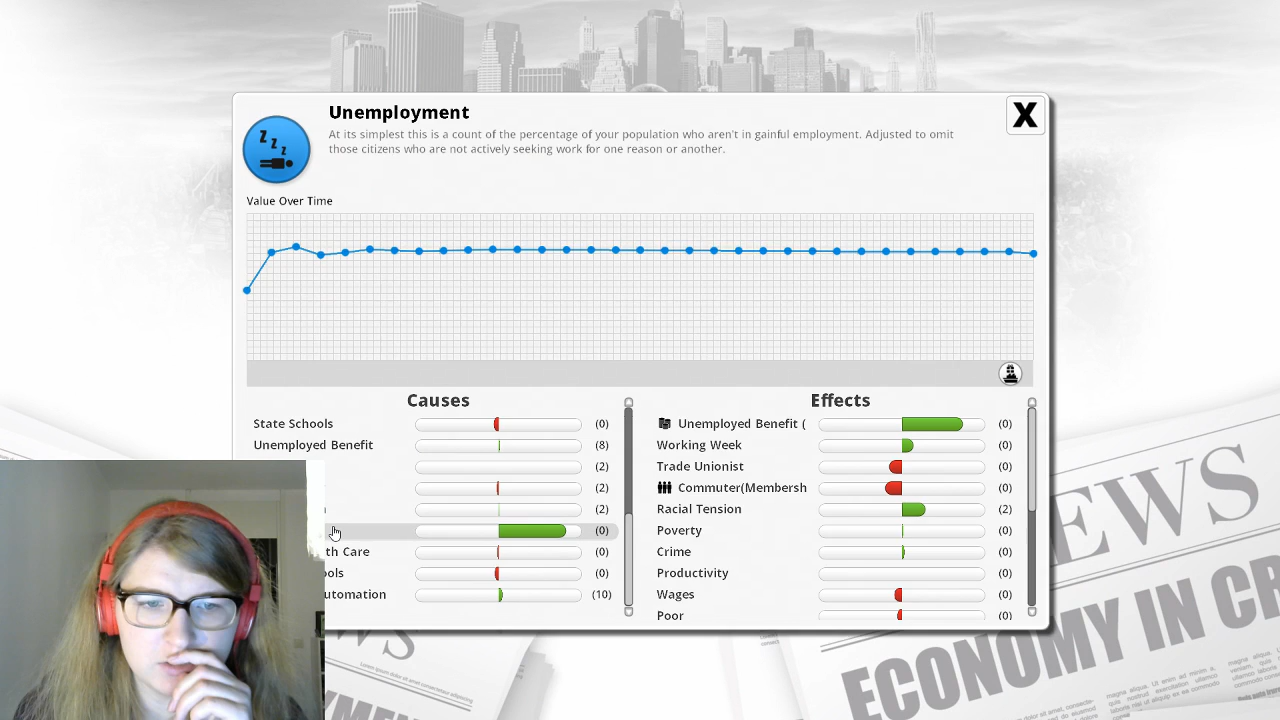 Unemployment
X
At its simplest this is a count of the percentage of your population who aren't in gainful employment. Adjusted to omit
those citizens who are not actively seeking work for one reason or another.
Value Over Time
Causes
State Schools (0)
Unemployed Benefit (8)
(2)
(2)
(2)
(0)
th Care (0)
ols (0)
utomation (10)
Effects
Unemployed Benefit ( (0)
Working Week (0)
Trade Unionist (0)
Commuter(Membersh (0)
Racial Tension (2)
Poverty (0)
Crime (0)
Productivity (0)
Wages (0)
Poor (0)
EWS
ECONOMY IN CR
WS